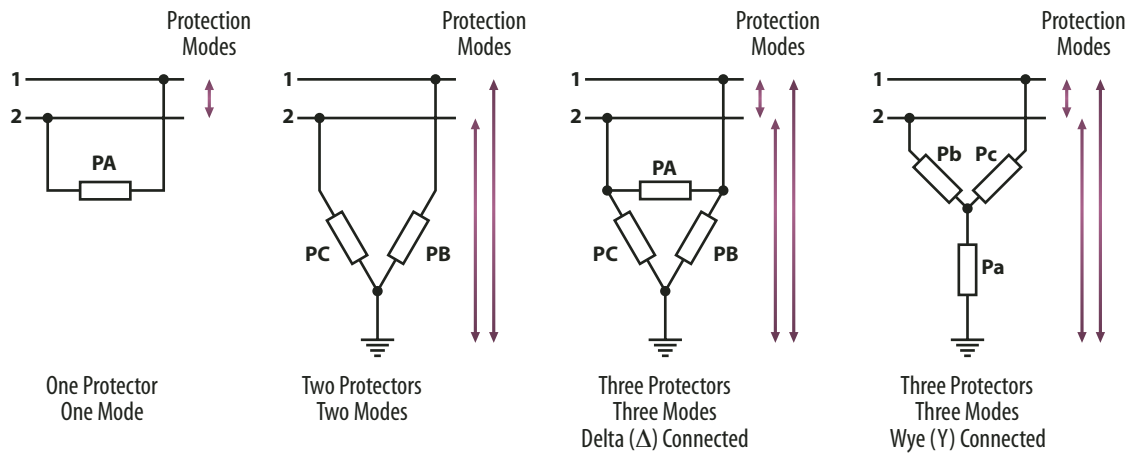 Protection
Modes
1
2
PA
One Protector
One Mode
Protection
Modes
1
2
PC
PB
Two Protectors
Two Modes
Protection
Modes
1
2
PA
PC
PB
Three Protectors
Three Modes
Delta (Δ) Connected
Protection
Modes
1
2
Pb
Pc
Pa
Three Protectors
Three Modes
Wye (Y) Connected